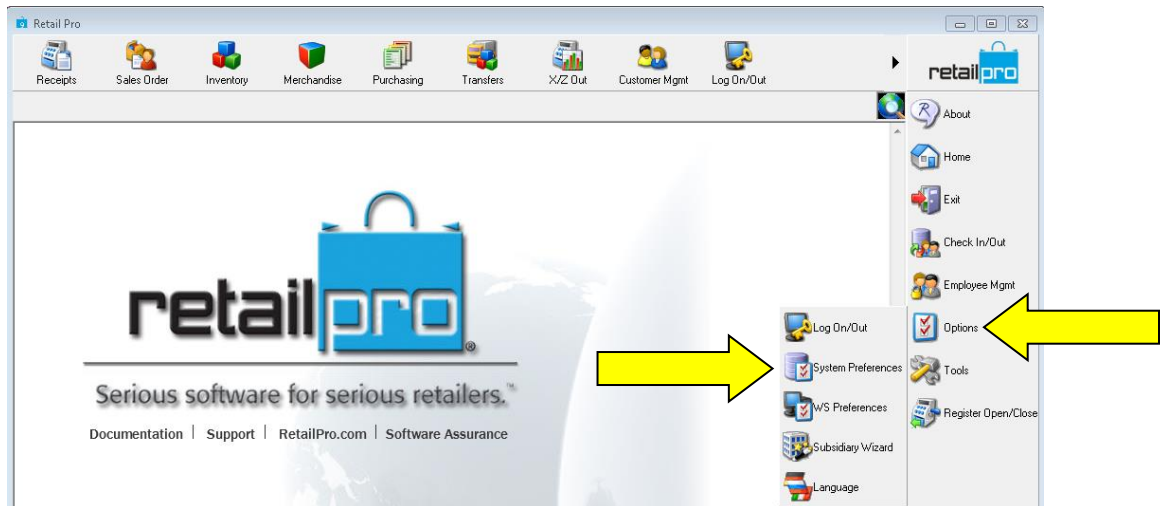 Retail Pro
Receipts Sales Order Inventory Merchandise Purchasing Transfers X/Z Out Customer Mgmt Log On/Out
retailpro
About
Home
Exit
Check In/Out
Employee Mgmt
Options
Tools
Register Open/Close
Log On/Out
System Preferences
WS Preferences
Subsidiary Wizard
Language
retailpro®
Serious software for serious retailers.™
Documentation | Support | RetailPro.com | Software Assurance